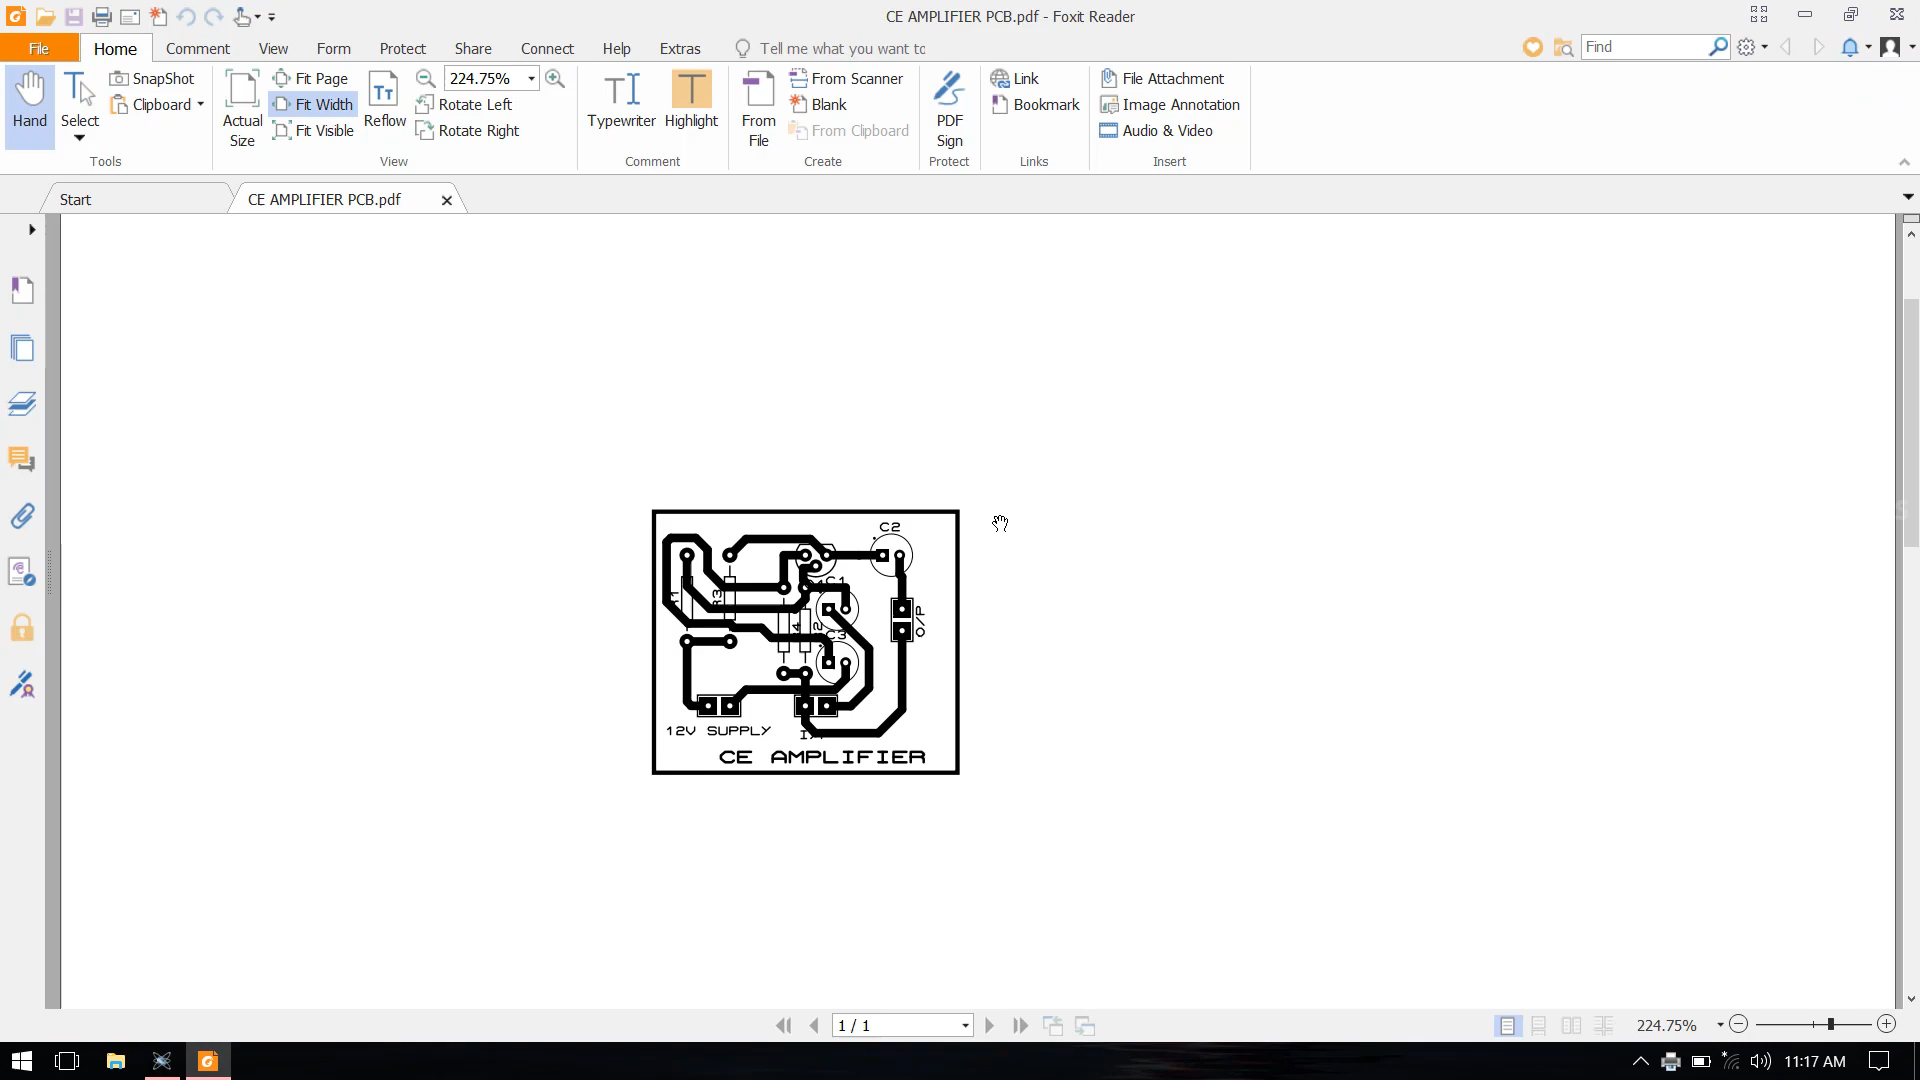 CE AMPLIFIER PCB.pdf - Foxit Reader
File Home Comment View Form Protect Share Connect Help Extras Tell me what you want to
Find
Hand
Select
SnapShot
Clipboard
Tools
Actual Size
Fit Page
Fit Width
Fit Visible
Reflow
224.75%
Rotate Left
Rotate Right
View
Typewriter
Highlight
Comment
From File
From Scanner
Blank
From Clipboard
Create
PDF Sign
Protect
Link
Bookmark
Links
File Attachment
Image Annotation
Audio & Video
Insert
Start
CE AMPLIFIER PCB.pdf
C2
C1
R3
O/P
C3
12V SUPPLY
CE AMPLIFIER
1 / 1
224.75%
11:17 AM